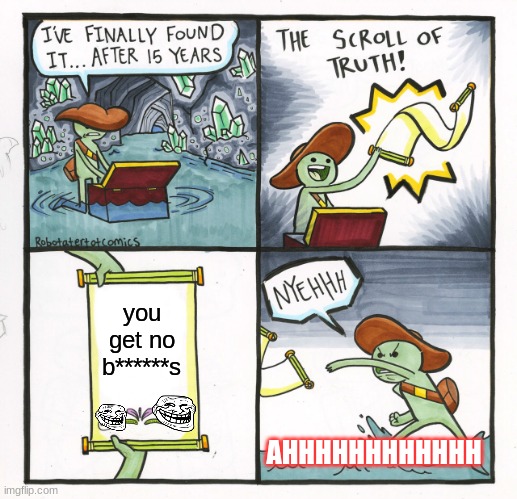 I'VE FINALLY FOUND
IT... AFTER 15 YEARS
THE SCROLL OF
TRUTH!
Robotatertotcomics
you
get no
b******s
NYEHHH
AHHHHHHHHHHHH
imgflip.com